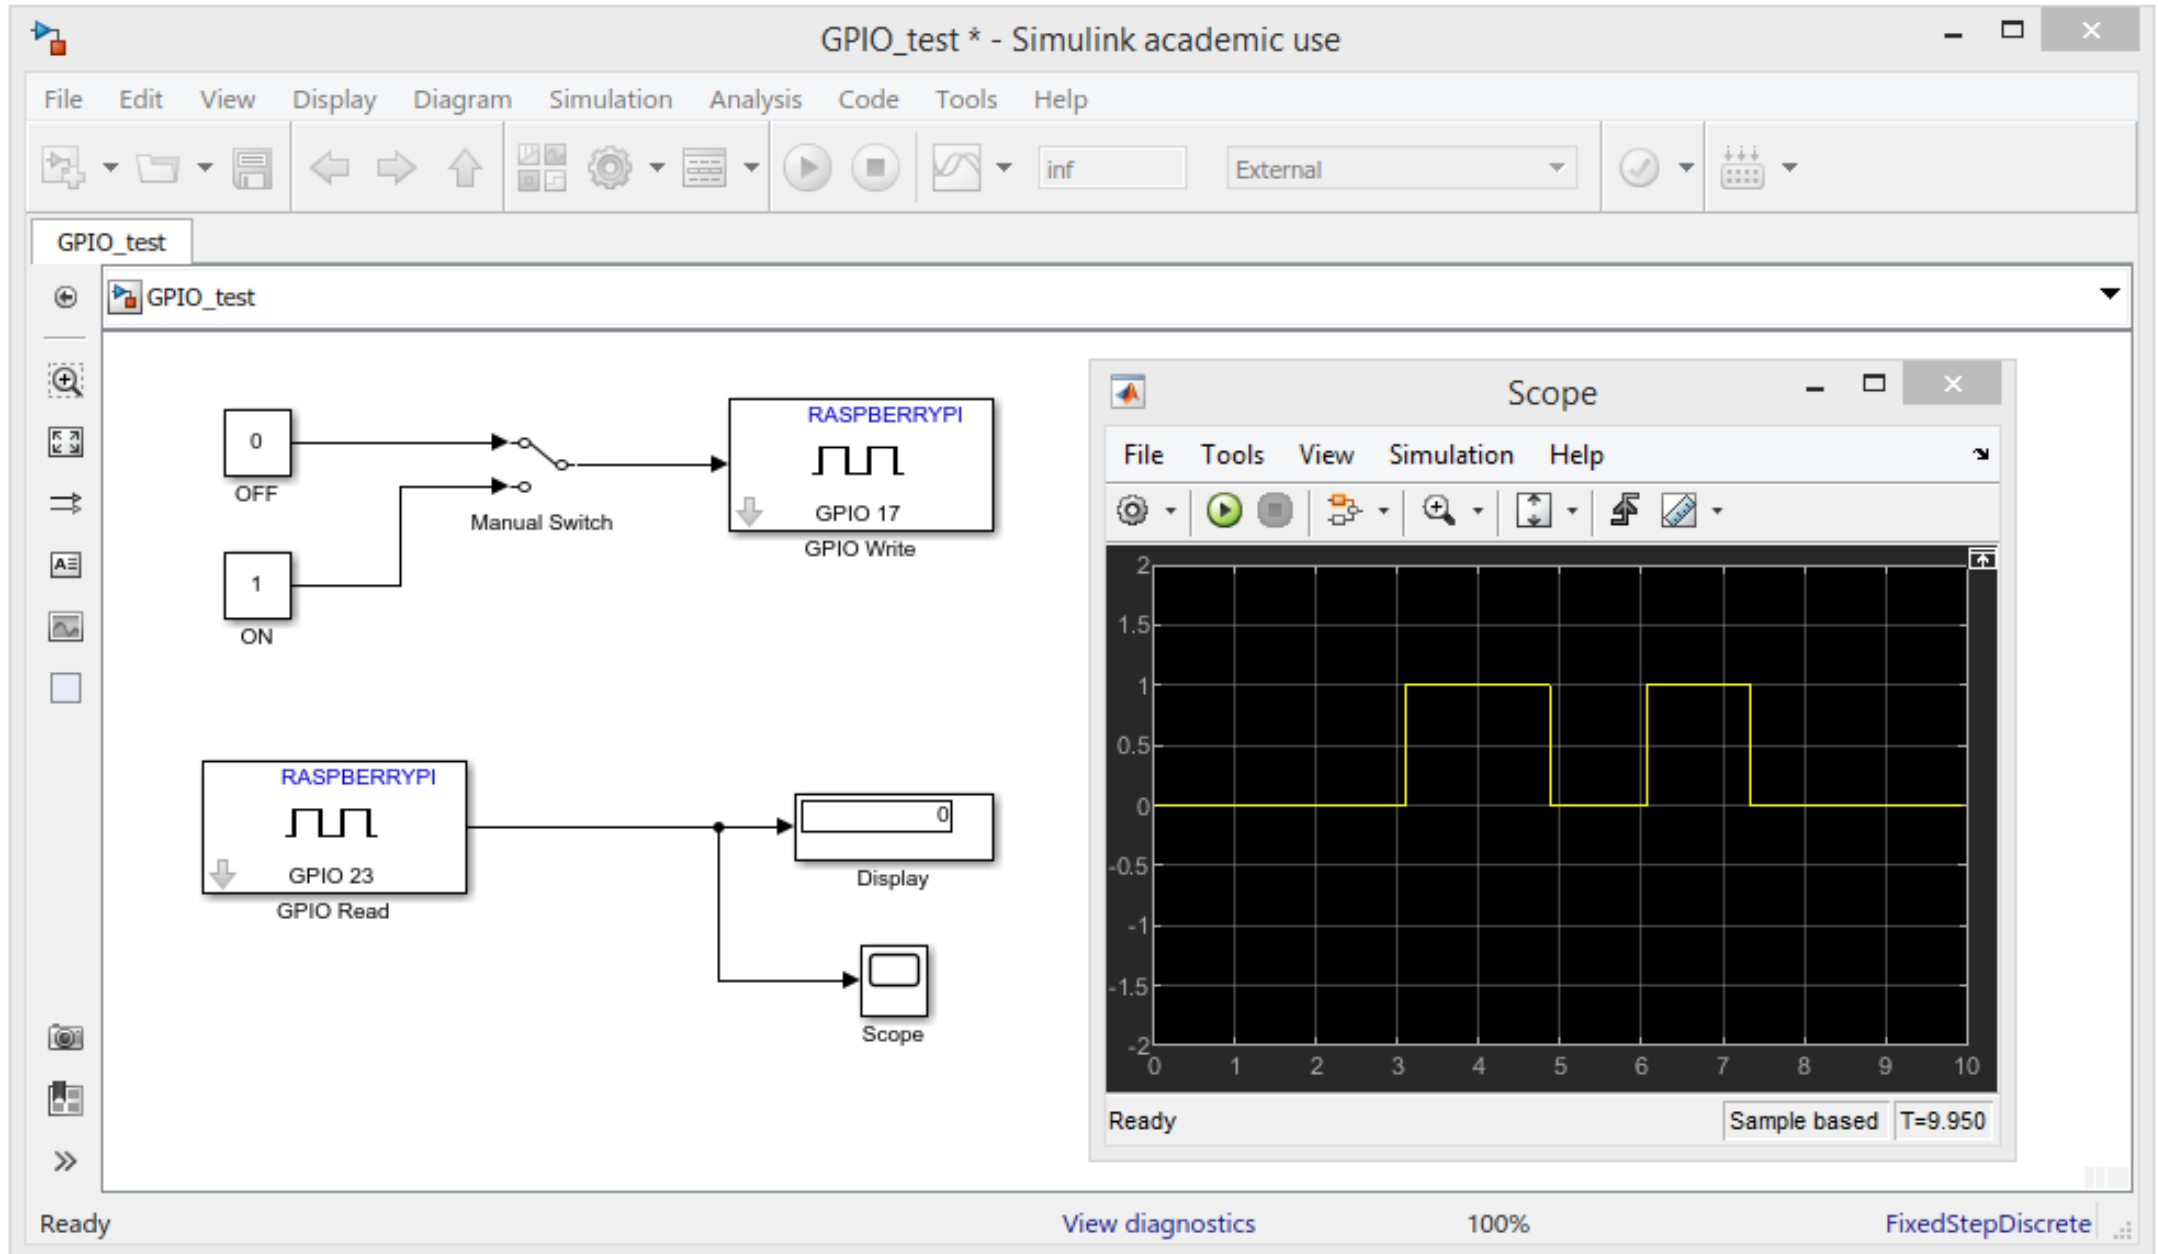 GPIO_test * - Simulink academic use
File Edit View Display Diagram Simulation Analysis Code Tools Help
inf External
GPIO_test
GPIO_test
0
OFF
1
ON
Manual Switch
RASPBERRYPI
GPIO 17
GPIO Write
RASPBERRYPI
GPIO 23
GPIO Read
0
Display
Scope
Scope
File Tools View Simulation Help
2
1.5
1
0.5
0
-0.5
-1
-1.5
-2
0 1 2 3 4 5 6 7 8 9 10
Ready Sample based T=9.950
Ready View diagnostics 100% FixedStepDiscrete